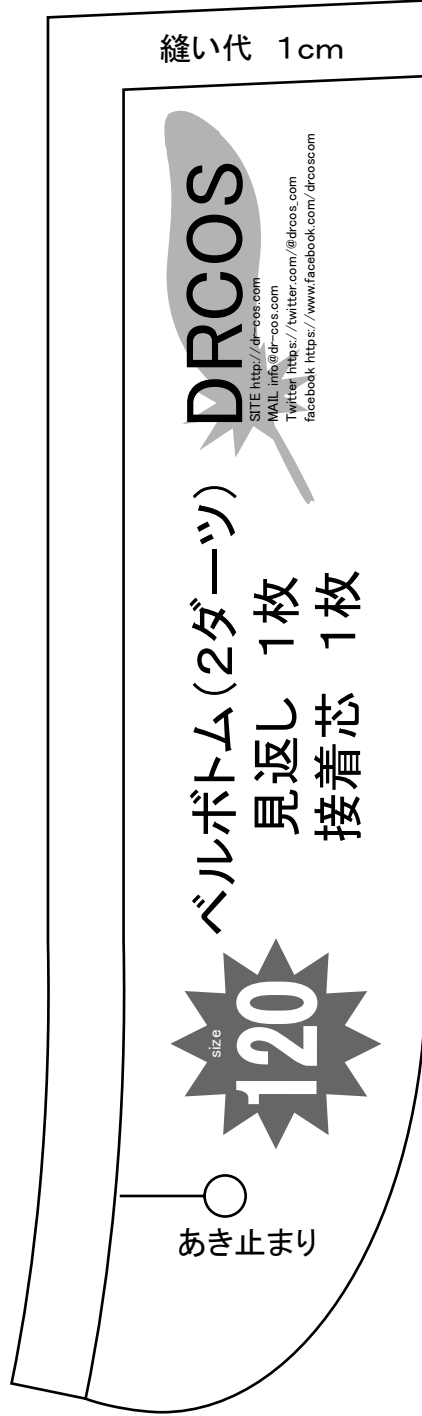 縫い代　1cm
DRCOS
SITE http://dr-cos.com
MAIL info@dr-cos.com
Twitter https://twitter.com/@drcos_com
facebook https://www.facebook.com/drcoscom
ベルボトム(2ダーツ)
見返し　1枚
接着芯　1枚
size
120
あき止まり